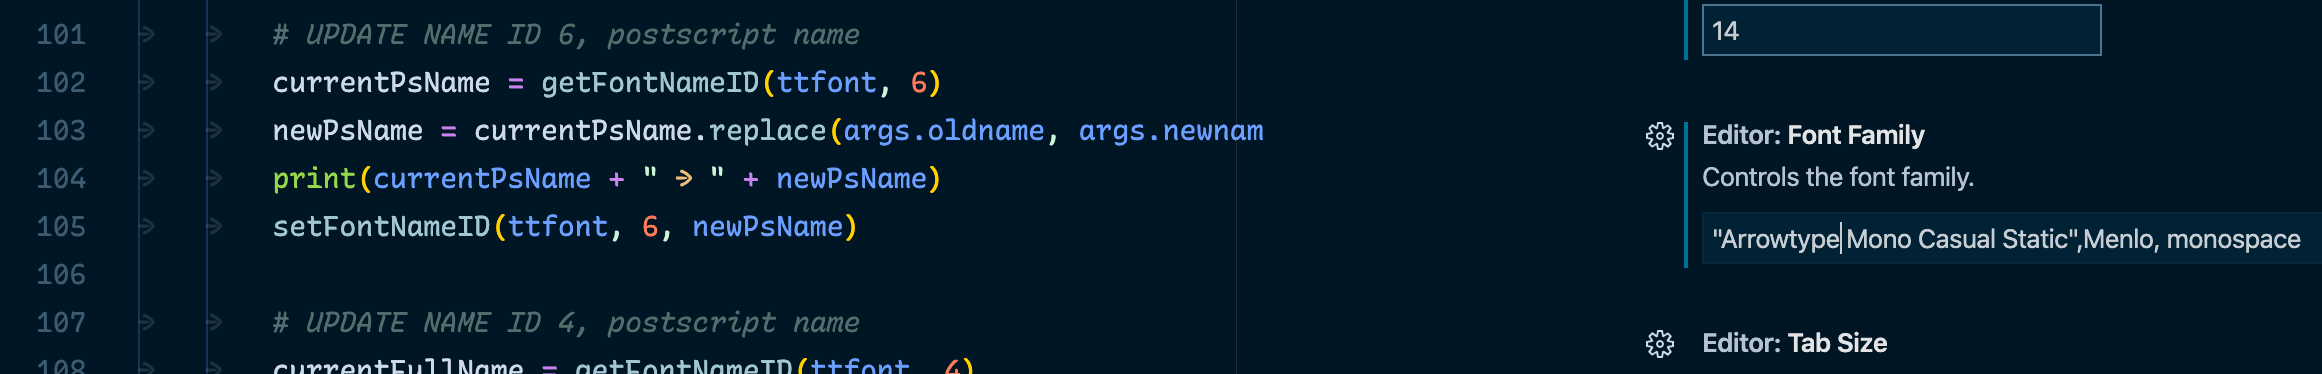 101 # UPDATE NAME ID 6, postscript name
102 currentPsName = getFontNameID(ttfont, 6)
103 newPsName = currentPsName.replace(args.oldname, args.newnam
104 print(currentPsName + " → " + newPsName)
105 setFontNameID(ttfont, 6, newPsName)
106
107 # UPDATE NAME ID 4, postscript name
108 currentFullName = getFontNameID(ttfont, 4)
14
Editor: Font Family
Controls the font family.
"Arrowtype Mono Casual Static",Menlo, monospace
Editor: Tab Size